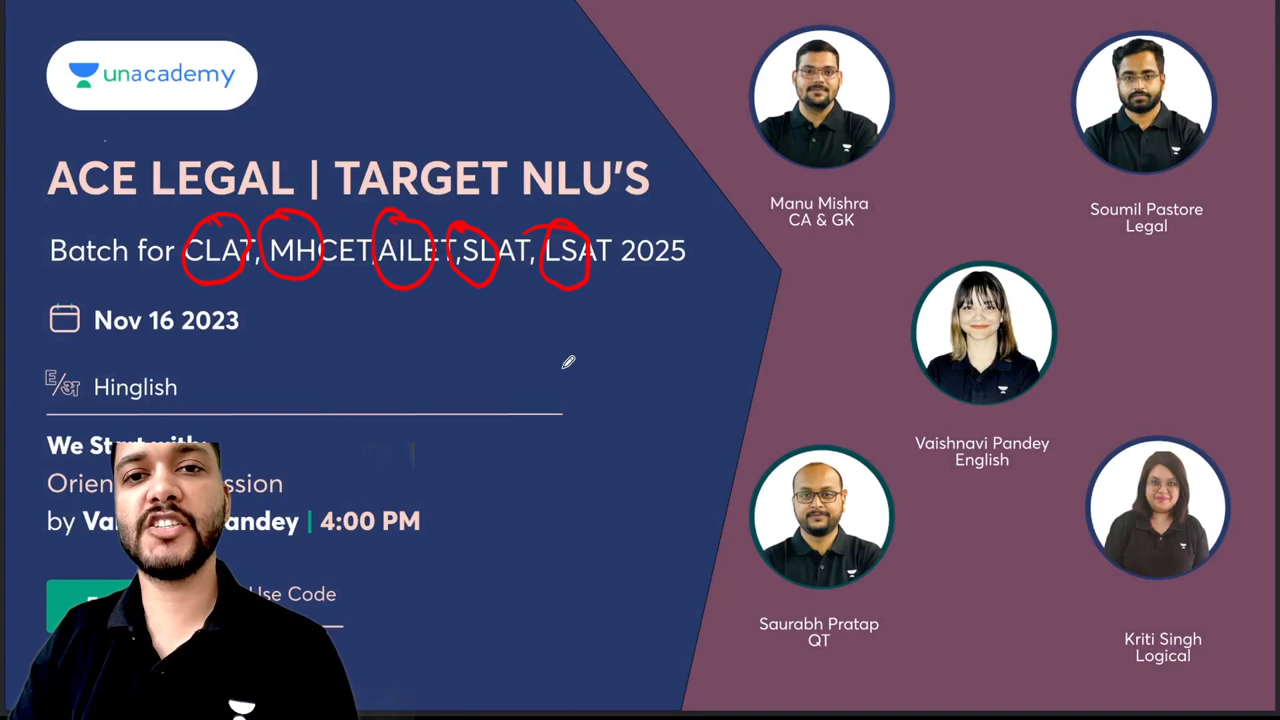 unacademy
ACE LEGAL | TARGET NLU'S
Batch for CLAT, MHCET,AILET,SLAT, LSAT 2025
Nov 16 2023
E/अ Hinglish
We
Orien ssion
by andey | 4:00 PM
Use Code
Manu Mishra
CA & GK
Soumil Pastore
Legal
Vaishnavi Pandey
English
Saurabh Pratap
QT
Kriti Singh
Logical